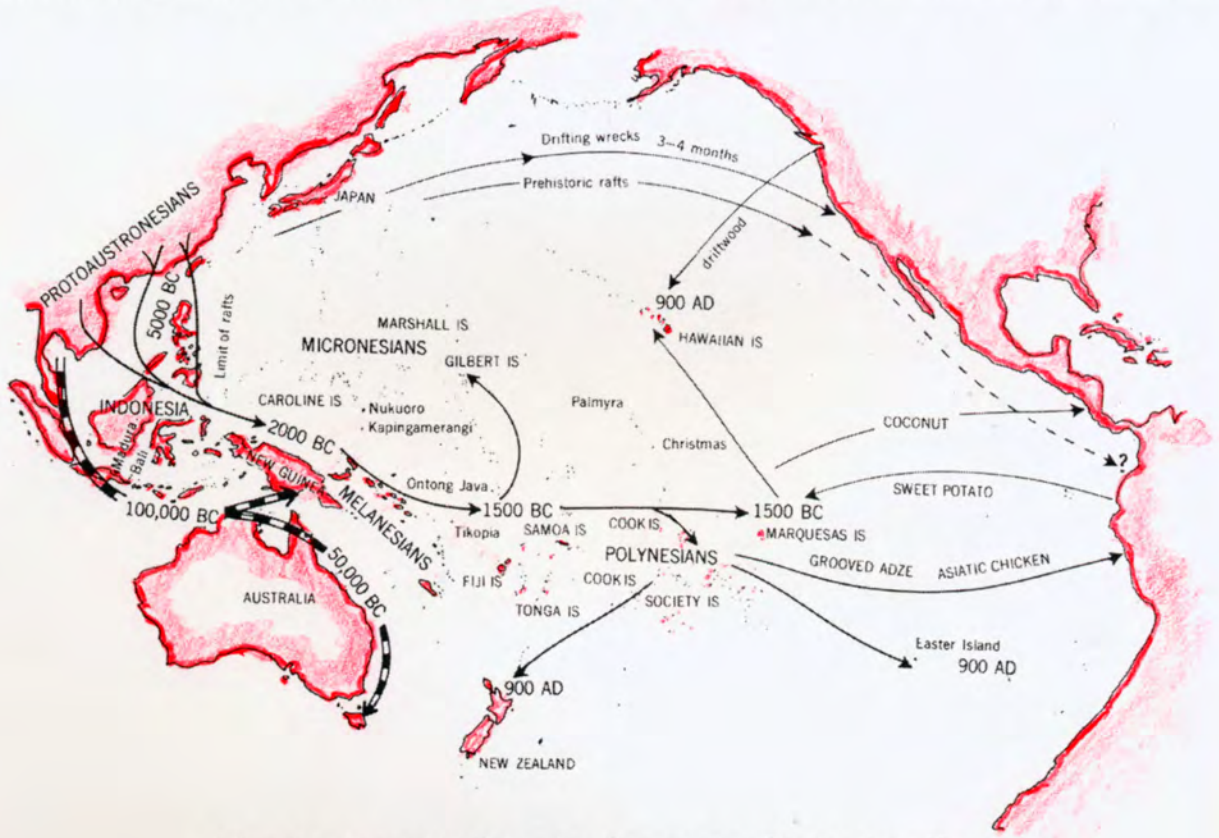 Drifting wrecks 3–4 months
Prehistoric rafts
JAPAN
PROTOAUSTRONESIANS
driftwood
5000 BC
Limit of rafts
900 AD
HAWAIIAN IS
MARSHALL IS
MICRONESIANS
GILBERT IS
INDONESIA
CAROLINE IS
Nukuoro
Kapingamerangi
Palmyra
COCONUT
Madura
Bali
2000 BC
Christmas
?
NEW GUINEA
Ontong Java
SWEET POTATO
100,000 BC
MELANESIANS
1500 BC
1500 BC
Tikopia
SAMOA IS
COOK IS
MARQUESAS IS
50,000 BC
POLYNESIANS
GROOVED ADZE ASIATIC CHICKEN
FIJI IS
COOK IS
AUSTRALIA
TONGA IS
SOCIETY IS
Easter Island
900 AD
900 AD
NEW ZEALAND